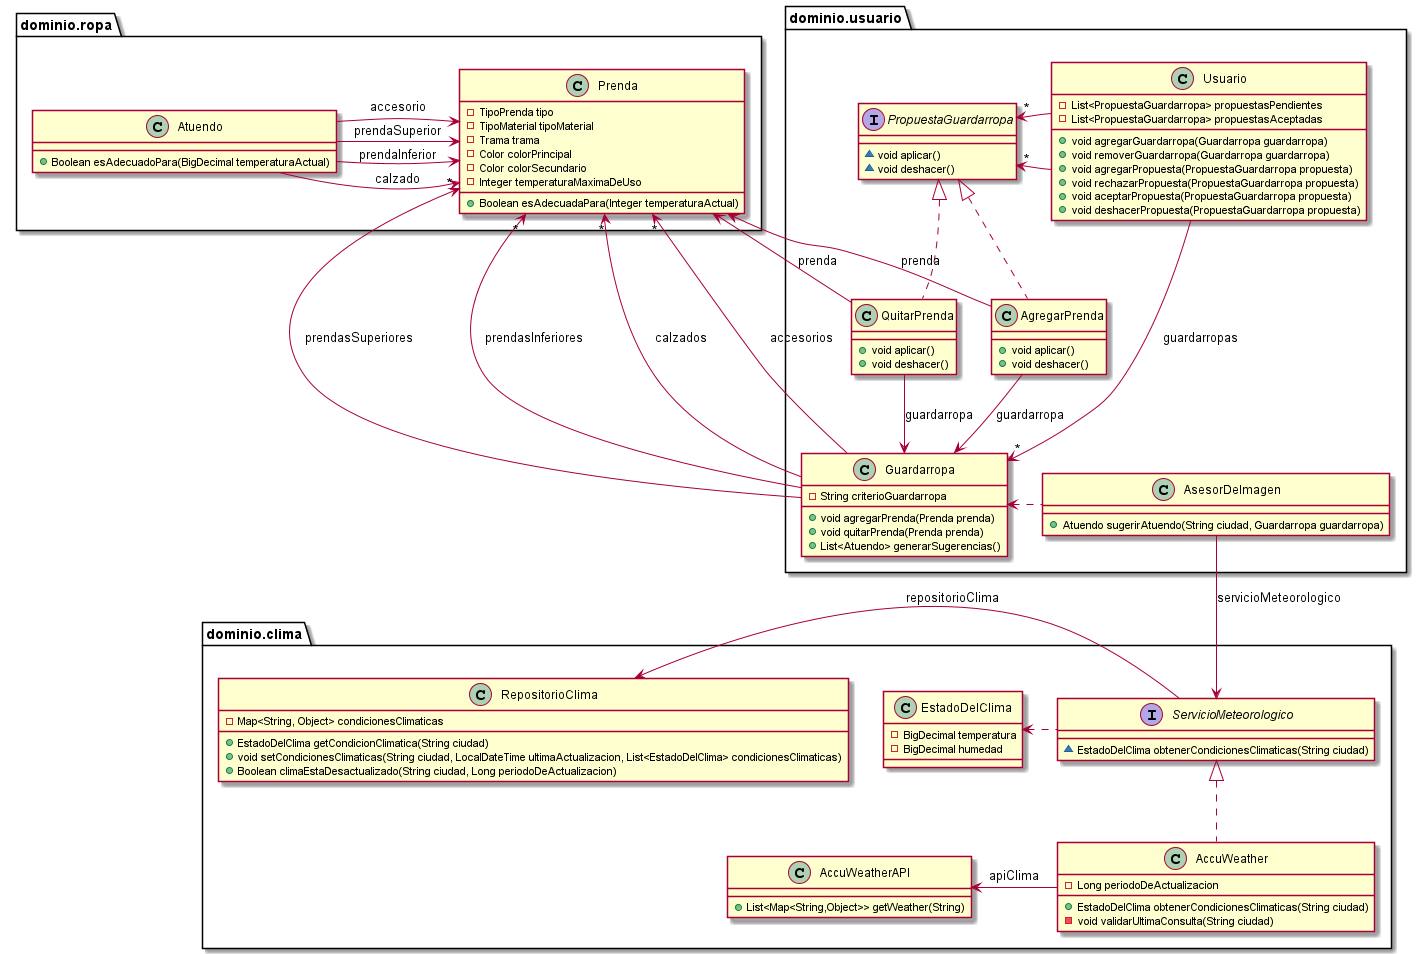 dominio.ropa
C Atuendo
Boolean esAdecuadoPara(BigDecimal temperaturaActual)
accesorio
prendaSuperior
prendaInferior
calzado
*
C Prenda
TipoPrenda tipo
TipoMaterial tipoMaterial
Trama trama
Color colorPrincipal
Color colorSecundario
Integer temperaturaMaximaDeUso
Boolean esAdecuadaPara(Integer temperaturaActual)
* * *
dominio.usuario
I PropuestaGuardarropa
void aplicar()
void deshacer()
*
*
C Usuario
List<PropuestaGuardarropa> propuestasPendientes
List<PropuestaGuardarropa> propuestasAceptadas
void agregarGuardarropa(Guardarropa guardarropa)
void removerGuardarropa(Guardarropa guardarropa)
void agregarPropuesta(PropuestaGuardarropa propuesta)
void rechazarPropuesta(PropuestaGuardarropa propuesta)
void aceptarPropuesta(PropuestaGuardarropa propuesta)
void deshacerPropuesta(PropuestaGuardarropa propuesta)
prenda
prenda
C QuitarPrenda
void aplicar()
void deshacer()
C AgregarPrenda
void aplicar()
void deshacer()
prendasSuperiores
prendasInferiores
calzados
accesorios
guardarropas
guardarropa
guardarropa
*
C Guardarropa
String criterioGuardarropa
void agregarPrenda(Prenda prenda)
void quitarPrenda(Prenda prenda)
List<Atuendo> generarSugerencias()
C AsesorDeImagen
Atuendo sugerirAtuendo(String ciudad, Guardarropa guardarropa)
repositorioClima
servicioMeteorologico
dominio.clima
C RepositorioClima
Map<String, Object> condicionesClimaticas
EstadoDelClima getCondicionClimatica(String ciudad)
void setCondicionesClimaticas(String ciudad, LocalDateTime ultimaActualizacion, List<EstadoDelClima> condicionesClimaticas)
Boolean climaEstaDesactualizado(String ciudad, Long periodoDeActualizacion)
C EstadoDelClima
BigDecimal temperatura
BigDecimal humedad
I ServicioMeteorologico
EstadoDelClima obtenerCondicionesClimaticas(String ciudad)
C AccuWeatherAPI
List<Map<String,Object>> getWeather(String)
apiClima
C AccuWeather
Long periodoDeActualizacion
EstadoDelClima obtenerCondicionesClimaticas(String ciudad)
void validarUltimaConsulta(String ciudad)